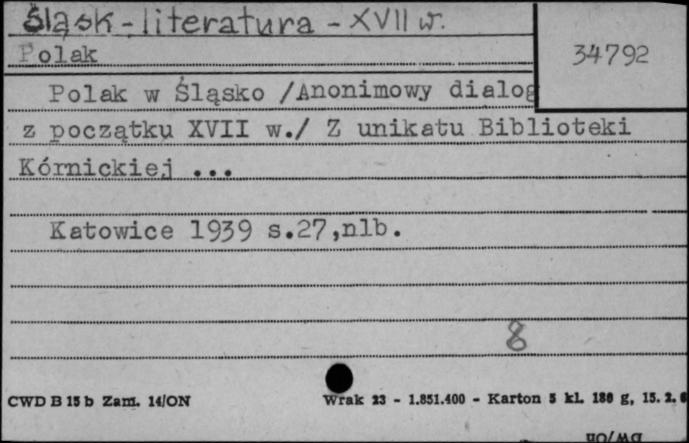 Śląsk - literatura - XVII w.
Polak
34792
Polak w Śląsko /Anonimowy dialog
z początku XVII w./ Z unikatu Biblioteki
Kórnickiej ...
Katowice 1939 s.27,nlb.
8
CWD B 15 b Zam. 14/ON Wrak 23 - 1.851.400 - Karton 5 kl. 180 g, 15. 2. 6